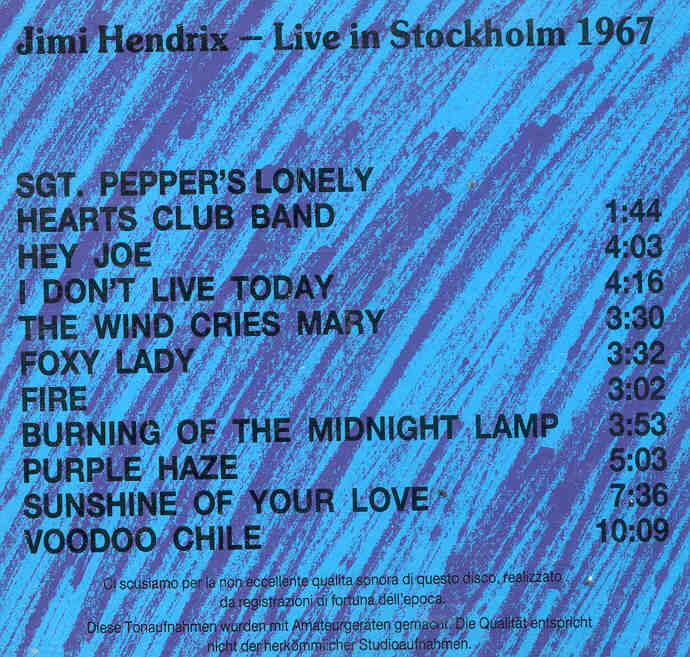 Jimi Hendrix – Live in Stockholm 1967
SGT. PEPPER'S LONELY
HEARTS CLUB BAND 1:44
HEY JOE 4:03
I DON'T LIVE TODAY 4:16
THE WIND CRIES MARY 3:30
FOXY LADY 3:32
FIRE 3:02
BURNING OF THE MIDNIGHT LAMP 3:53
PURPLE HAZE 5:03
SUNSHINE OF YOUR LOVE 7:36
VOODOO CHILE 10:09
Ci scusiamo per la non eccellente qualita sonora di questo disco, realizzato
da registrazioni di fortuna dell'epoca.
Diese Tonaufnahmen wurden mit Amateurgeräten gemacht. Die Qualität entspricht
nicht der herkömmlicher Studioaufnahmen.